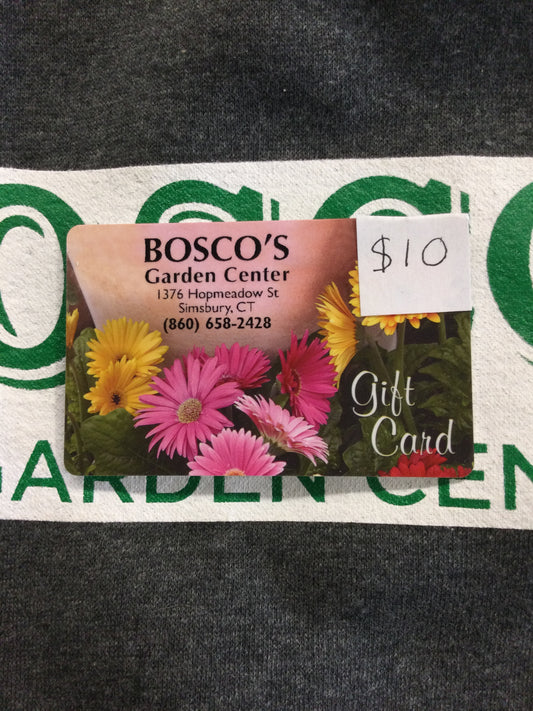 BOSCO'S
Garden Center
1376 Hopmeadow St
Simsbury, CT
(860) 658-2428
$10
Gift
Card
GARDEN CEN